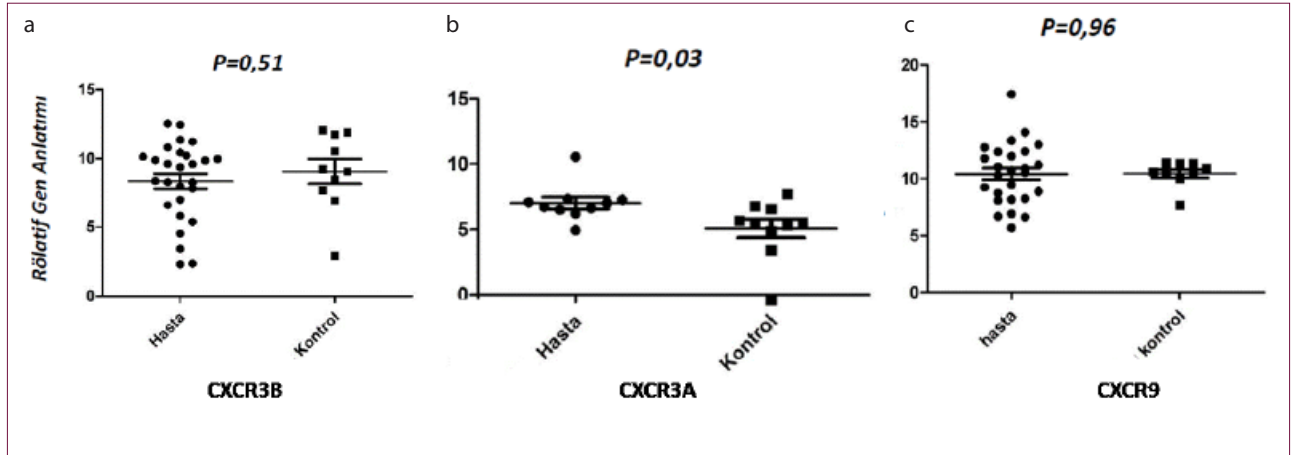 a
P=0,51
Rölatif Gen Anlatımı
15
10
5
0
Hasta
Kontrol
CXCR3B
b
P=0,03
15
10
5
0
Hasta
Kontrol
CXCR3A
c
P=0,96
20
15
10
5
0
hasta
kontrol
CXCR9